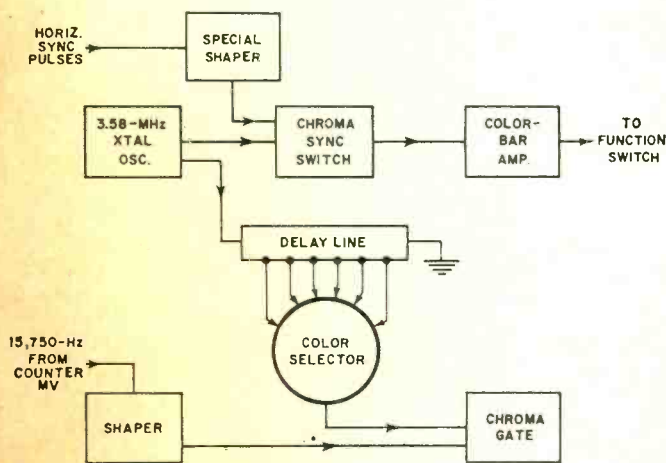 HORIZ.
SYNC
PULSES
SPECIAL
SHAPER
3.58-MHz
XTAL
OSC.
CHROMA
SYNC
SWITCH
COLOR-
BAR
AMP.
TO
FUNCTION
SWITCH
DELAY LINE
COLOR
SELECTOR
15,750-Hz
FROM
COUNTER
MV
SHAPER
CHROMA
GATE